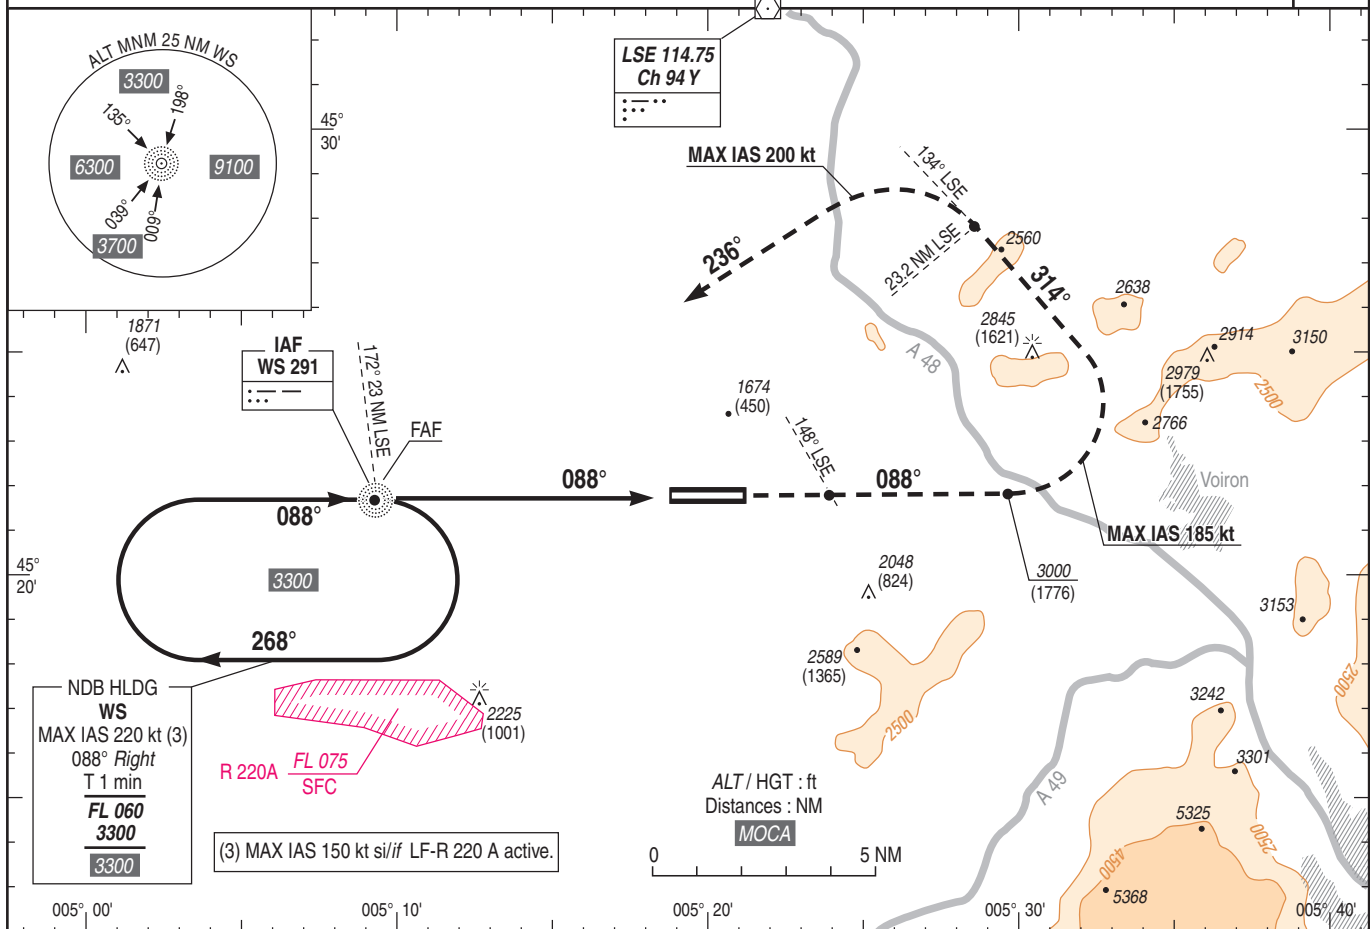 ALT MNM 25 NM WS
3300
135°
198°
6300
9100
039°
009°
3700
45°
30'
LSE 114.75
Ch 94 Y
MAX IAS 200 kt
134° LSE
23.2 NM LSE
236°
314°
2560
2638
2845
(1621)
2914
3150
2979
(1755)
2500
2766
A 48
1871
(647)
IAF
WS 291
172° 23 NM LSE
FAF
1674
(450)
148° LSE
088°
088°
088°
Voiron
MAX IAS 185 kt
45°
20'
3300
2048
(824)
3000
(1776)
3153
268°
2589
(1365)
2500
2500
NDB HLDG
WS
MAX IAS 220 kt (3)
088° Right
T 1 min
FL 060
3300
3300
2225
(1001)
R 220A
FL 075
SFC
3242
3301
A 49
5325
2500
4500
5368
ALT / HGT : ft
Distances : NM
MOCA
0
5 NM
(3) MAX IAS 150 kt si/if LF-R 220 A active.
005° 00'
005° 10'
005° 20'
005° 30'
005° 40'